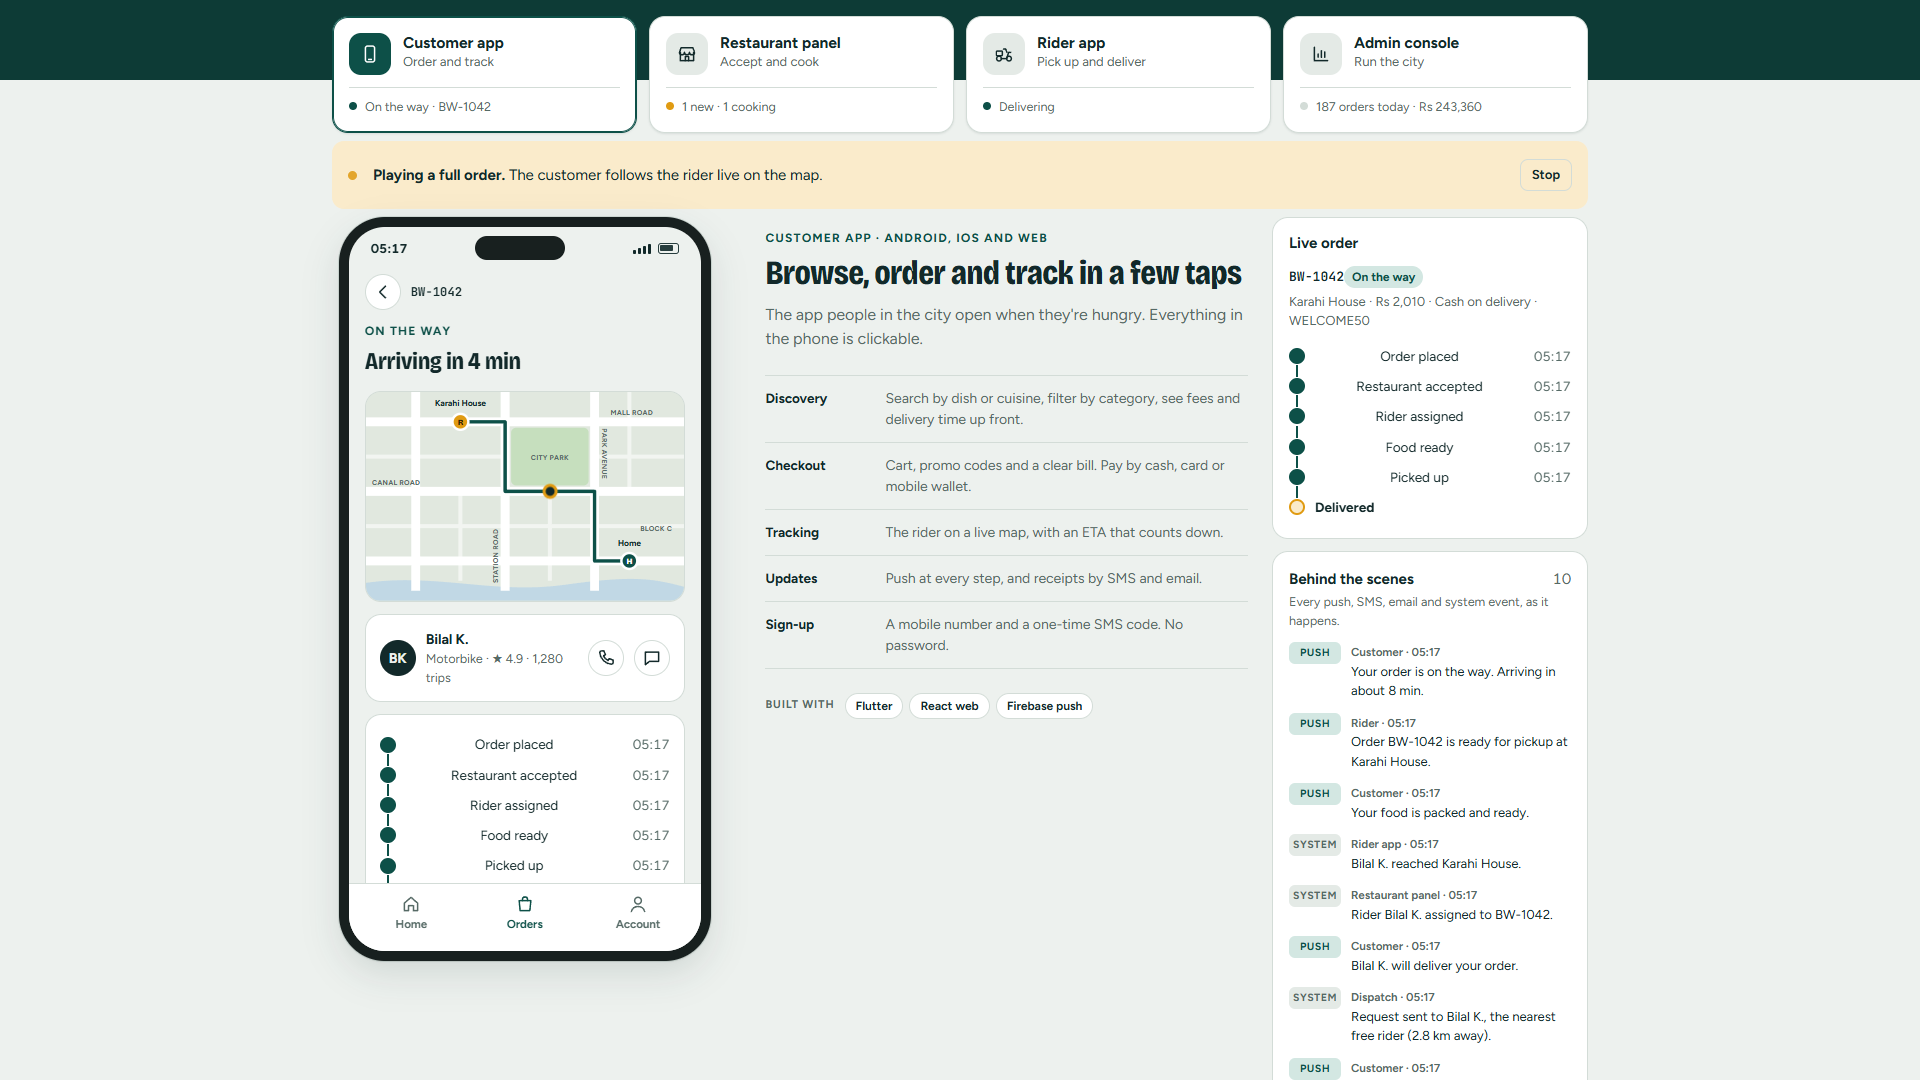 Customer app
Order and track
On the way · BW-1042
Restaurant panel
Accept and cook
1 new · 1 cooking
Rider app
Pick up and deliver
Delivering
Admin console
Run the city
187 orders today · Rs 243,360
Playing a full order. The customer follows the rider live on the map.
Stop
05:17
BW-1042
ON THE WAY
Arriving in 4 min
Karahi House
MALL ROAD
R
PARK AVENUE
CITY PARK
CANAL ROAD
BLOCK C
STATION ROAD
Home
H
BK
Bilal K.
Motorbike · ★ 4.9 · 1,280
trips
Order placed 05:17
Restaurant accepted 05:17
Rider assigned 05:17
Food ready 05:17
Picked up 05:17
Home
Orders
Account
CUSTOMER APP · ANDROID, IOS AND WEB
Browse, order and track in a few taps
The app people in the city open when they're hungry. Everything in
the phone is clickable.
Discovery
Search by dish or cuisine, filter by category, see fees and
delivery time up front.
Checkout
Cart, promo codes and a clear bill. Pay by cash, card or
mobile wallet.
Tracking
The rider on a live map, with an ETA that counts down.
Updates
Push at every step, and receipts by SMS and email.
Sign-up
A mobile number and a one-time SMS code. No
password.
BUILT WITH
Flutter
React web
Firebase push
Live order
BW-1042 On the way
Karahi House · Rs 2,010 · Cash on delivery ·
WELCOME50
Order placed 05:17
Restaurant accepted 05:17
Rider assigned 05:17
Food ready 05:17
Picked up 05:17
Delivered
Behind the scenes 10
Every push, SMS, email and system event, as it
happens.
PUSH
Customer · 05:17
Your order is on the way. Arriving in
about 8 min.
PUSH
Rider · 05:17
Order BW-1042 is ready for pickup at
Karahi House.
PUSH
Customer · 05:17
Your food is packed and ready.
SYSTEM
Rider app · 05:17
Bilal K. reached Karahi House.
SYSTEM
Restaurant panel · 05:17
Rider Bilal K. assigned to BW-1042.
PUSH
Customer · 05:17
Bilal K. will deliver your order.
SYSTEM
Dispatch · 05:17
Request sent to Bilal K., the nearest
free rider (2.8 km away).
PUSH
Customer · 05:17